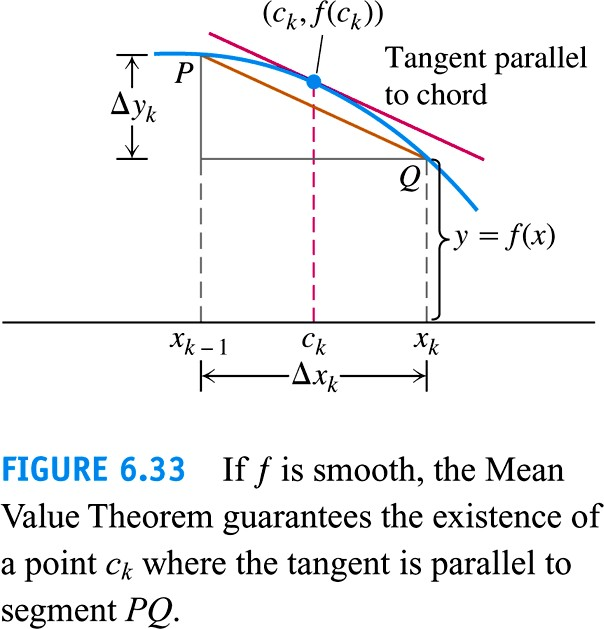 (c_k, f(c_k))
Tangent parallel
to chord
P
Δy_k
Q
y = f(x)
x_{k – 1}
c_k
x_k
Δx_k
FIGURE 6.33 If f is smooth, the Mean
Value Theorem guarantees the existence of
a point c_k where the tangent is parallel to
segment PQ.